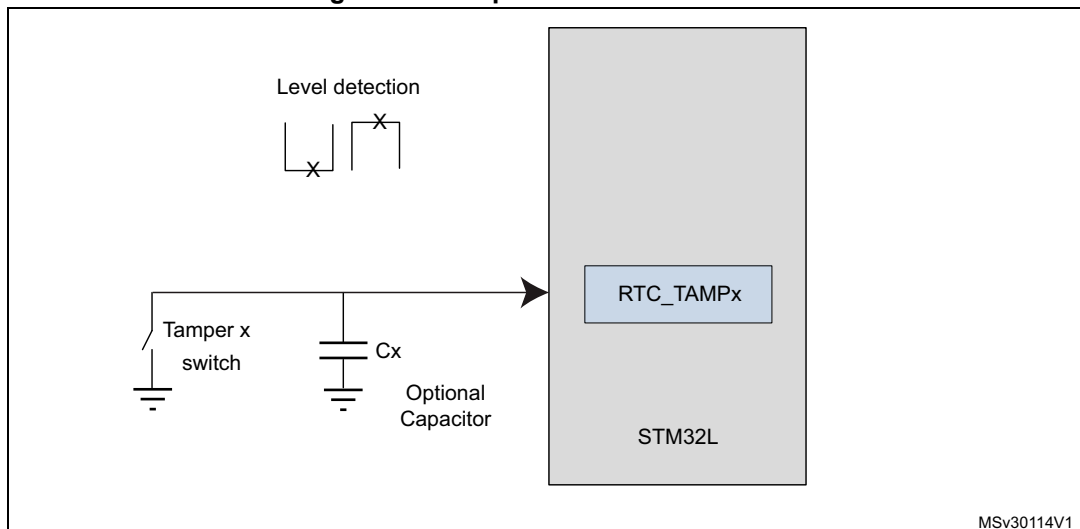 Level detection
X
X
RTC_TAMPx
Tamper x
switch
Cx
Optional
Capacitor
STM32L
MSv30114V1